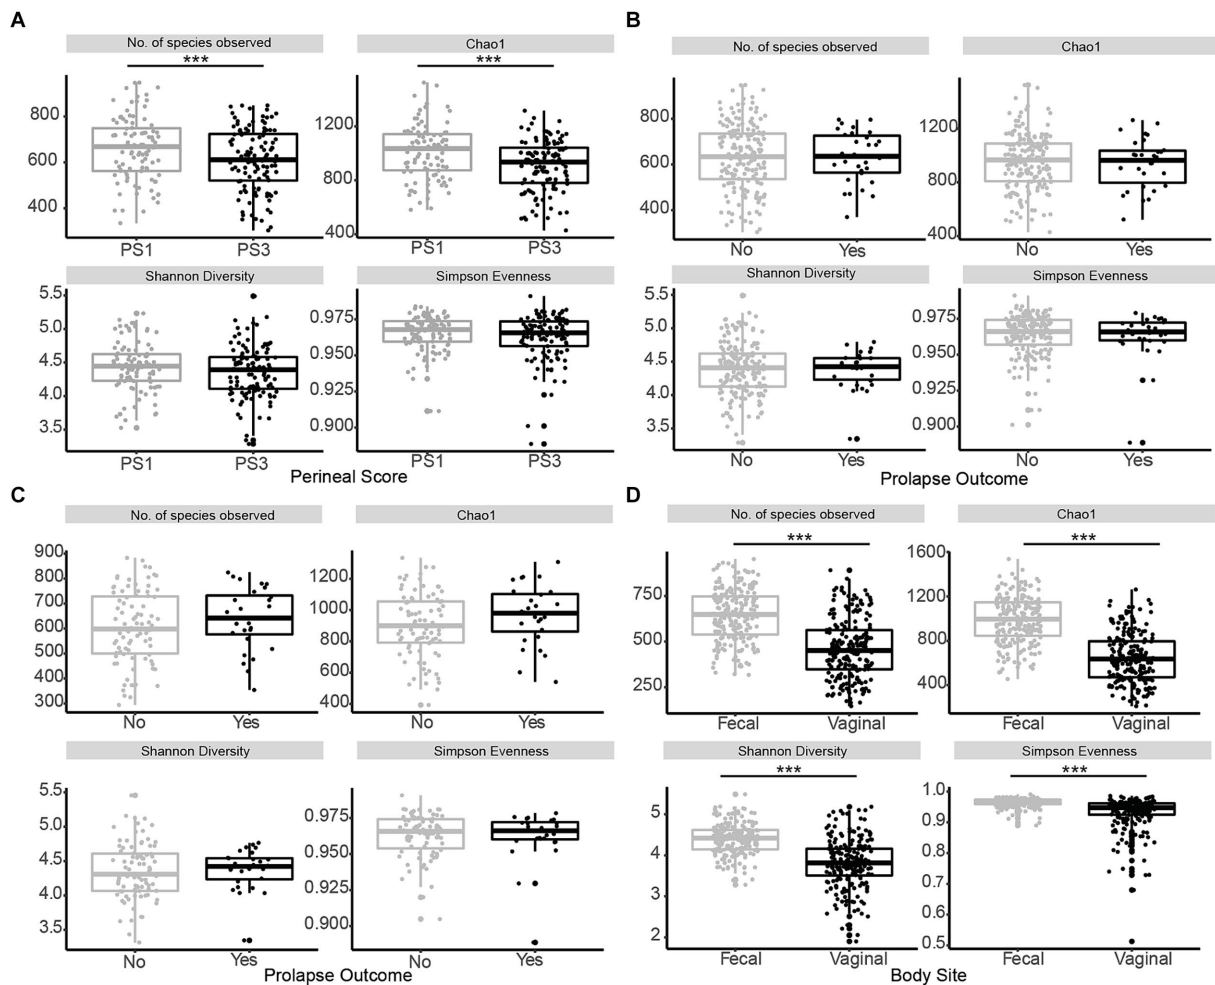 A
No. of species observed
***
800
600
400
PS1 PS3
Chao1
***
1200
800
400
PS1 PS3
Shannon Diversity
5.5
5.0
4.5
4.0
3.5
PS1 PS3
Simpson Evenness
0.975
0.950
0.925
0.900
PS1 PS3
Perineal Score
B
No. of species observed
800
600
400
No Yes
Chao1
1200
800
400
No Yes
Shannon Diversity
5.5
5.0
4.5
4.0
3.5
No Yes
Simpson Evenness
0.975
0.950
0.925
0.900
No Yes
Prolapse Outcome
C
No. of species observed
900
800
700
600
500
400
300
No Yes
Chao1
1200
1000
800
600
400
No Yes
Shannon Diversity
5.5
5.0
4.5
4.0
3.5
No Yes
Simpson Evenness
0.975
0.950
0.925
0.900
No Yes
Prolapse Outcome
D
No. of species observed
***
750
500
250
Fecal Vaginal
Chao1
***
1600
1200
800
400
Fecal Vaginal
Shannon Diversity
***
5
4
3
2
Fecal Vaginal
Simpson Evenness
***
1.0
0.9
0.8
0.7
0.6
0.5
Fecal Vaginal
Body Site